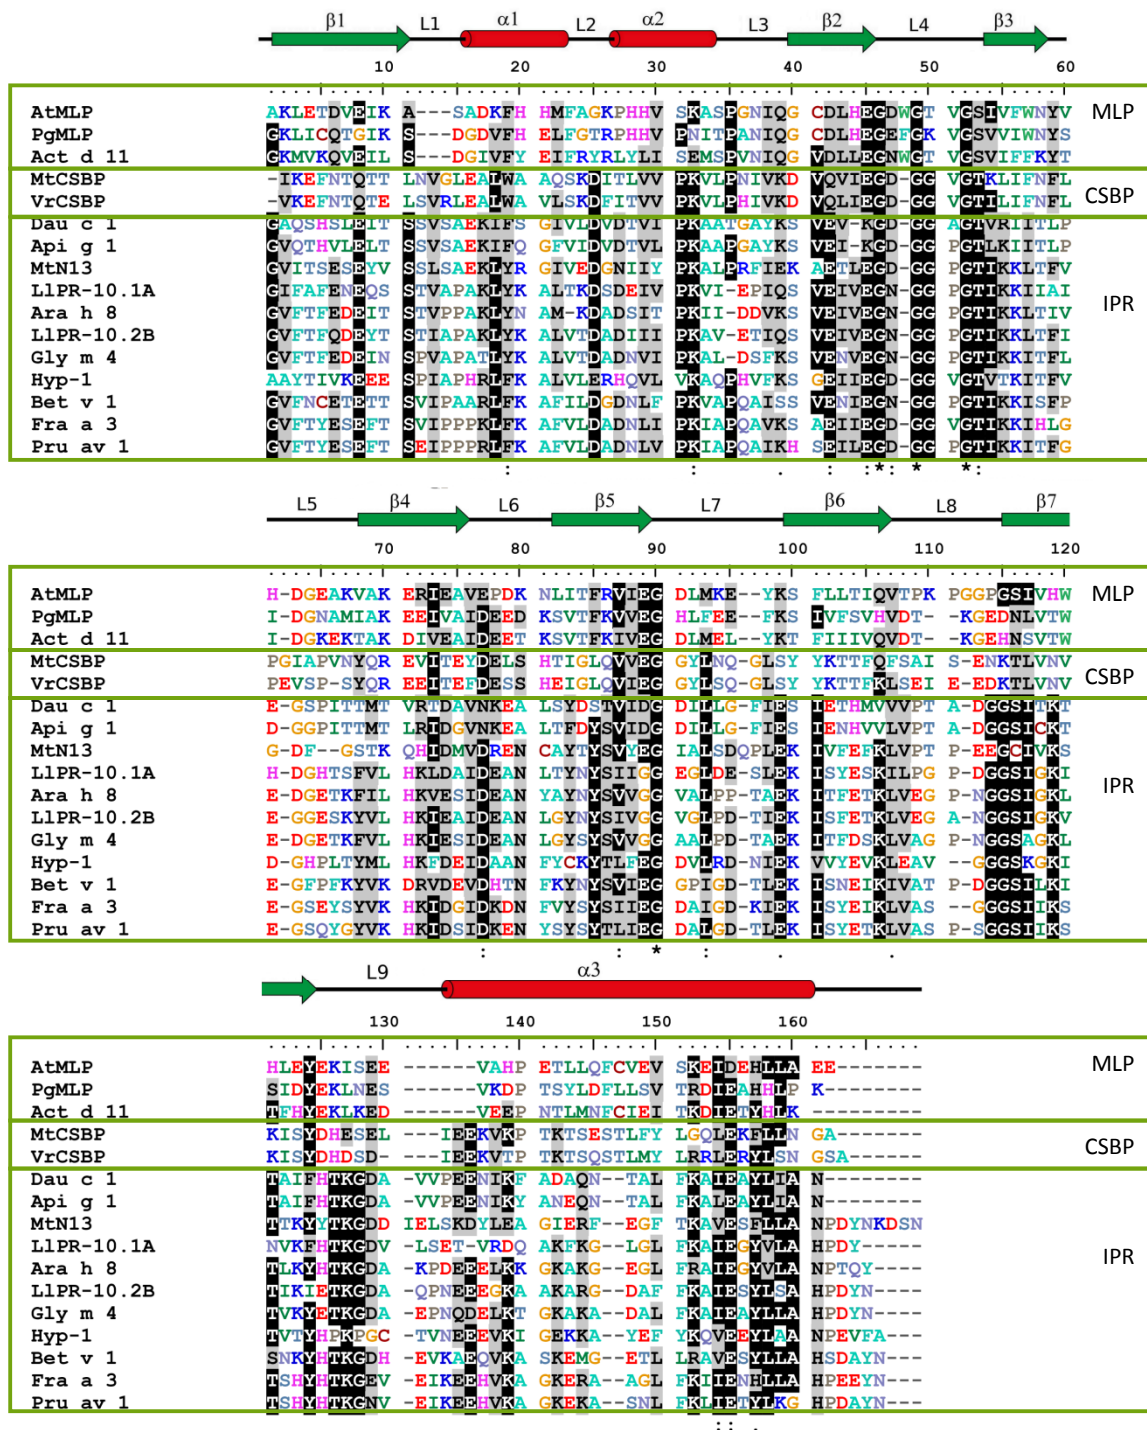 β1 L1 α1 L2 α2 L3 β2 L4 β3
10 20 30 40 50 60
AtMLP AKLETDVEIK A---SADKFH HMFAGKPHHV SKASPGNIQG CDLHEGDWGT VGSIVFWNYV MLP
PgMLP GKLICQTGIK S---DGDVFH ELFGTRPHHV PNITPANIQG CDLHEGEFGK VGSVVIWNYS
Act d 11 GKMVKQVEIL S---DGIVFY EIFRYRLYLI SEMSPVNIQG VDLLEGNWGT VGSVIFFKYT
MtCSBP -IKEFNTQTT LNVGLEALWA AQSKDITLVV PKVLPNIVKD VQVIEGD-GG VGTKLIFNFL CSBP
VrCSBP -VKEFNTQTE LSVRLEALWA VLSKDFITVV PKVLPHIVKD VQLIEGD-GG VGTILIFNFL
Dau c 1 GAQSHSLEIT SSVSAEKIFS GIVLDVDTVI PKAATGAYKS VEV-KGD-GG AGTVRIITLP
Api g 1 GVQTHVLELT SSVSAEKIFQ GFVIDVDTVL PKAAPGAYKS VEI-KGD-GG PGTLKIITLP
MtN13 GVITSESEYV SSLSAEKLYR GIVEDGNIIY PKALPRFIEK AETLEGD-GG PGTIKKLTFV
LlPR-10.1A GIFAFENEQS STVAPAKLYK ALTKDSDEIV PKVI-EPIQS VEIVEGN-GG PGTIKKIIAI IPR
Ara h 8 GVFTFEDEIT STVPPAKLYN AM-KDADSIT PKII-DDVKS VEIVEGN-GG PGTIKKLTIV
LlPR-10.2B GVFTFQDEYT STIAPAKLYK ALVTDADIII PKAV-ETIQS VEIVEGN-GG PGTIKKLTFI
Gly m 4 GVFTFEDEIN SPVAPATLYK ALVTDADNVI PKAL-DSFKS VENVEGN-GG PGTIKKITFL
Hyp-1 AAYTIVKEEE SPIAPHRLFK ALVLERHQVL VKAQPHVFKS GEIIEGD-GG VGTVTKITFV
Bet v 1 GVFNCETETT SVIPAARLFK AFILDGDNLF PKVAPQAISS VENIEGN-GG PGTIKKISFP
Fra a 3 GVFTYESEFT SVIPPPKLFK AFVLDADNLI PKIAPQAVKS AEIIEGD-GG PGTIKKIHLG
Pru av 1 GVFTYESEFT SEIPPPRLFK AFVLDADNLV PKIAPQAIKH SEILEGD-GG PGTIKKITFG
: : . : :*: * *:
L5 β4 L6 β5 L7 β6 L8 β7
70 80 90 100 110 120
AtMLP H-DGEAKVAK ERIEAVEPDK NLITFRVIEG DLMKE--YKS FLLTIQVTPK PGGPGSIVHW MLP
PgMLP I-DGNAMIAK EEIVAIDEED KSVTFKVVEG HLFEE--FKS IVFSVHVDTK GEDNLVTW
Act d 11 I-DGKEKTAK DIVEAIDEET KSVTFKIVEG DLMEL--YKT FIIIVQVDT- KGEHNSVTW
MtCSBP PGIAPVNYQR EVITEYDELS HTIGLQVVEG GYLNQ-GLSY YKTTFQFSAI S-ENKTLVNV CSBP
VrCSBP PEVSP-SYQR EEITEFDESS HEIGLQVIEG GYLSQ-GLSY YKTTFKLSEI E-EDKTLVNV
Dau c 1 E-GSPITTMT VRTDAVNKEA LSYDSTVIDG DILLG-FIES IETHMVVVPT A-DGGSITKT
Api g 1 D-GGPITTMT LRIDGVNKEA LTFDYSVIDG DILLG-FIES IENHVVLVPT A-DGGSICKT
MtN13 G-DF--GSTK QHIDMVDREN CAYTYSVYEG IALSDQPLEK IVFEFKLVPT P-EEGCIVKS
LlPR-10.1A H-DGHTSFVL HKLDAIDEAN LTYNYSIIGG EGLDE-SLEK ISYESKILPG P-DGGSIGKI IPR
Ara h 8 E-DGETKFIL HKVESIDEAN YAYNYSVVGG VALPP-TAEK ITFETKLVEG P-NGGSIGKL
LlPR-10.2B E-GGESKYVL HKIEAIDEAN LGYNYSIVGG VGLPD-TIEK ISFETKLVEG A-NGGSIGKV
Gly m 4 E-DGETKFVL HKIESIDEAN LGYSYSVVGG AALPD-TAEK ITFDSKLVAG P-NGGSAGKL
Hyp-1 D-GHPLTYML HKFDEIDAAN FYCKYTLFEG DVLRD-NIEK VVYEVKLEAV --GGSKGKI
Bet v 1 E-GFPFKYVK DRVDEVDHTN FKYNYSVIEG GPIGD-TLEK ISNEIKIVAT P-DGGSILKI
Fra a 3 E-GSEYSYVK HKIDGIDKDN FVYSYSIIEG DAIGD-KIEK ISYEIKLVAS --GGSIIKS
Pru av 1 E-GSQYGYVK HKIDSIDKEN YSYSYTLIEG DALGD-TLEK ISYETKLVAS P-SGGSIIKS
: : * : . .
L9 α3
130 140 150 160
AtMLP HLEYEKISEE ------VAHP ETLLQFCVEV SKEIDEHLLA EE------ MLP
PgMLP SIDYEKLNES ------VKDP TSYLDFLLSV TRDIEAHHLP K-------
Act d 11 TFHYEKLKED ------VEEP NTLMNFCIEI TKDIETYHLK --------
MtCSBP KISYDHESEL ---IEEKVKP TKTSESTLFY LGQLEKFLLN GA------ CSBP
VrCSBP KISYDHDSD- ---IEEKVTP TKTSQSTLMY LRRLERYLSN GSA-----
Dau c 1 TAIFHTKGDA -VVPEENIKF ADAQN--TAL FKAIEAYLIA N-------
Api g 1 TAIFHTKGDA -VVPEENIKY ANEQN--TAL FKALEAYLIA N-------
MtN13 TTKYYTKGDD IELSKDYLEA GIERF--EGF TKAVESFLLA NPDYNKDSN
LlPR-10.1A NVKFHTKGDV -LSET-VRDQ AKFKG--LGL FKAIEGYVLA HPDY----- IPR
Ara h 8 TLKYHTKGDA -KPDEEELKK GKAKG--EGL FRAIEGYVLA NPTQY----
LlPR-10.2B TIKIETKGDA -QPNEEEGKA AKARG--DAF FKAIESYLSA HPDYN----
Gly m 4 TVKYETKGDA -EPNQDELKT GKAKA--DAL FKAIEAYLLA HPDYN----
Hyp-1 TVTYHPKPGC -TVNEEEVKI GEKKA--YEF YKQVEEYLAA NPEVFA---
Bet v 1 SNKYHTKGDH -EVKAEQVKA SKEMG--ETL LRAVESYLLA HSDAYN---
Fra a 3 TSHYHTKGEV -EIKEEHVKA GKERA--AGL FKIIENHLLA HPEEYN---
Pru av 1 TSHYHTKGNV -EIKEEHVKA GKEKA--SNL FKLIETYLKG HPDAYN---
:: .